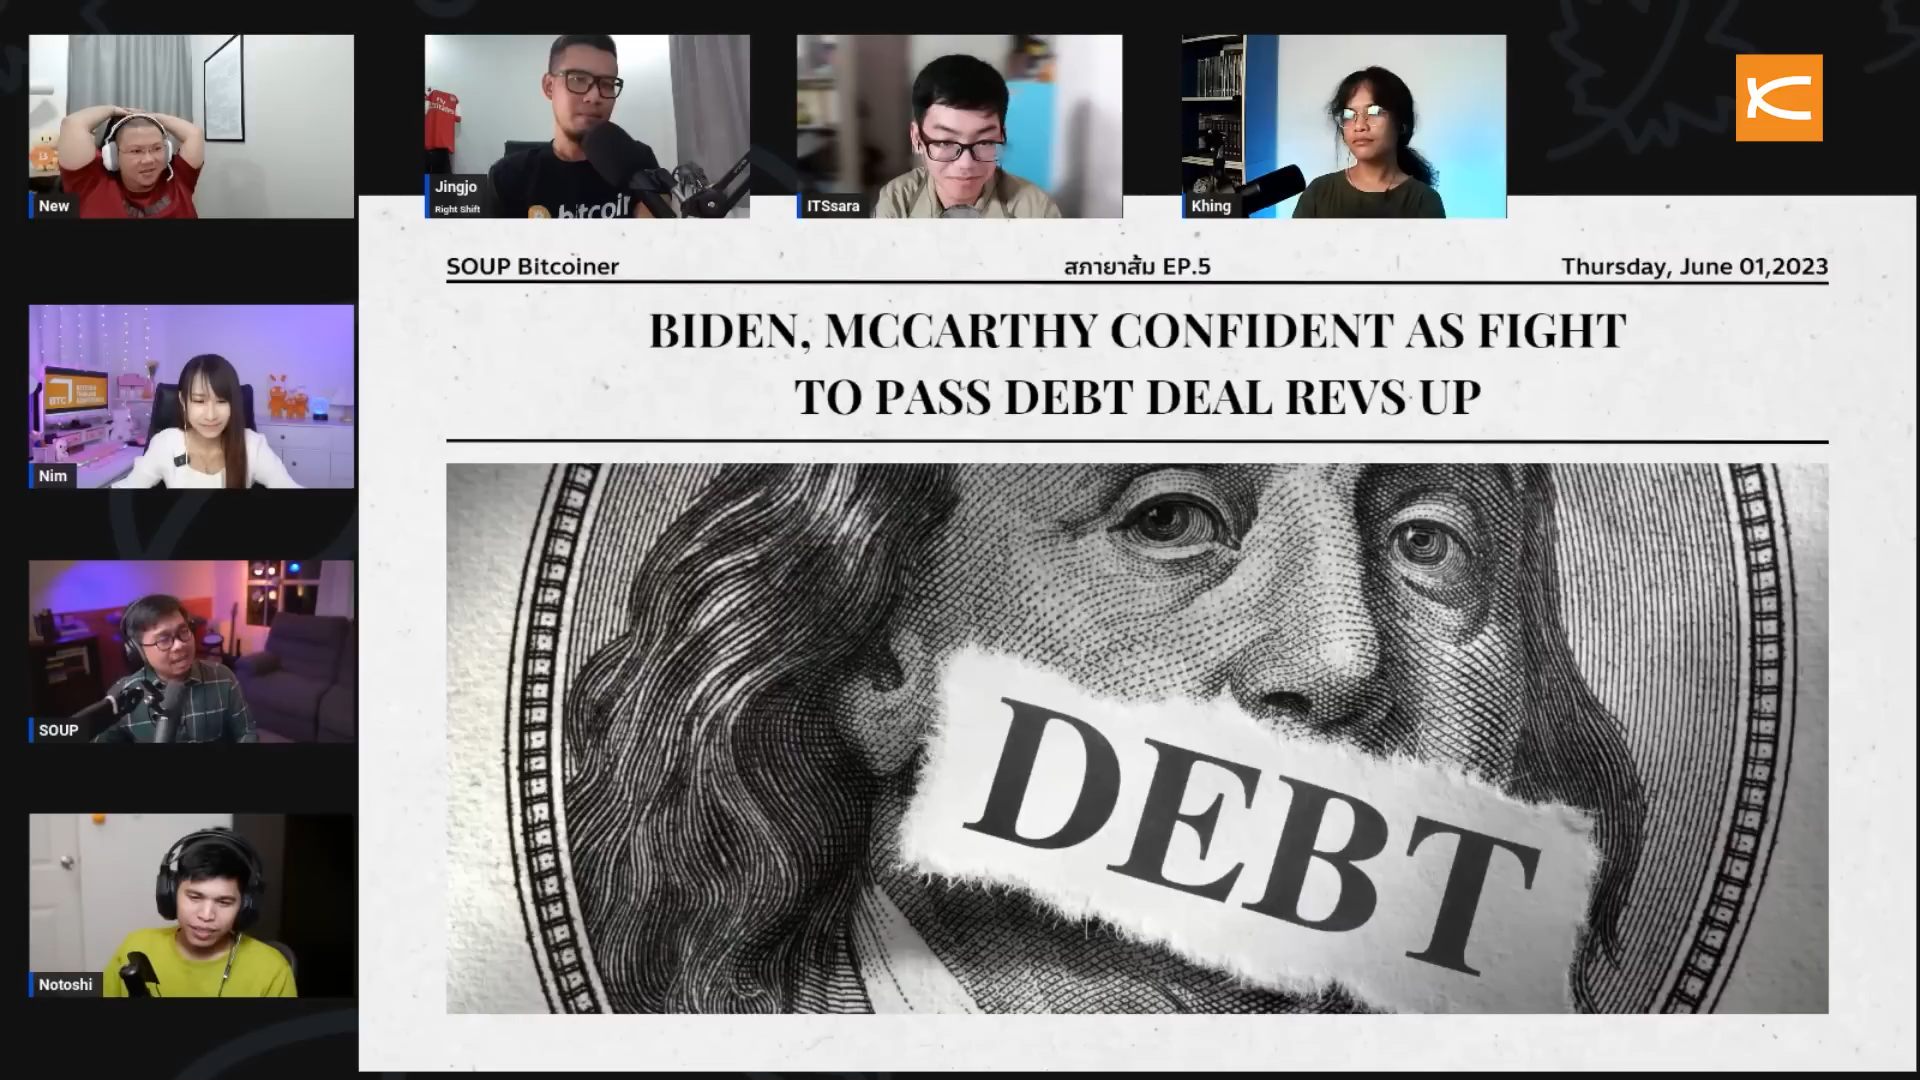 New
Jingjo
Right Shift
bitcoin
ITSsara
Khing
SOUP Bitcoiner
สภายาส้ม EP.5
Thursday, June 01,2023
BIDEN, MCCARTHY CONFIDENT AS FIGHT
TO PASS DEBT DEAL REVS UP
Nim
SOUP
DEBT
Notoshi